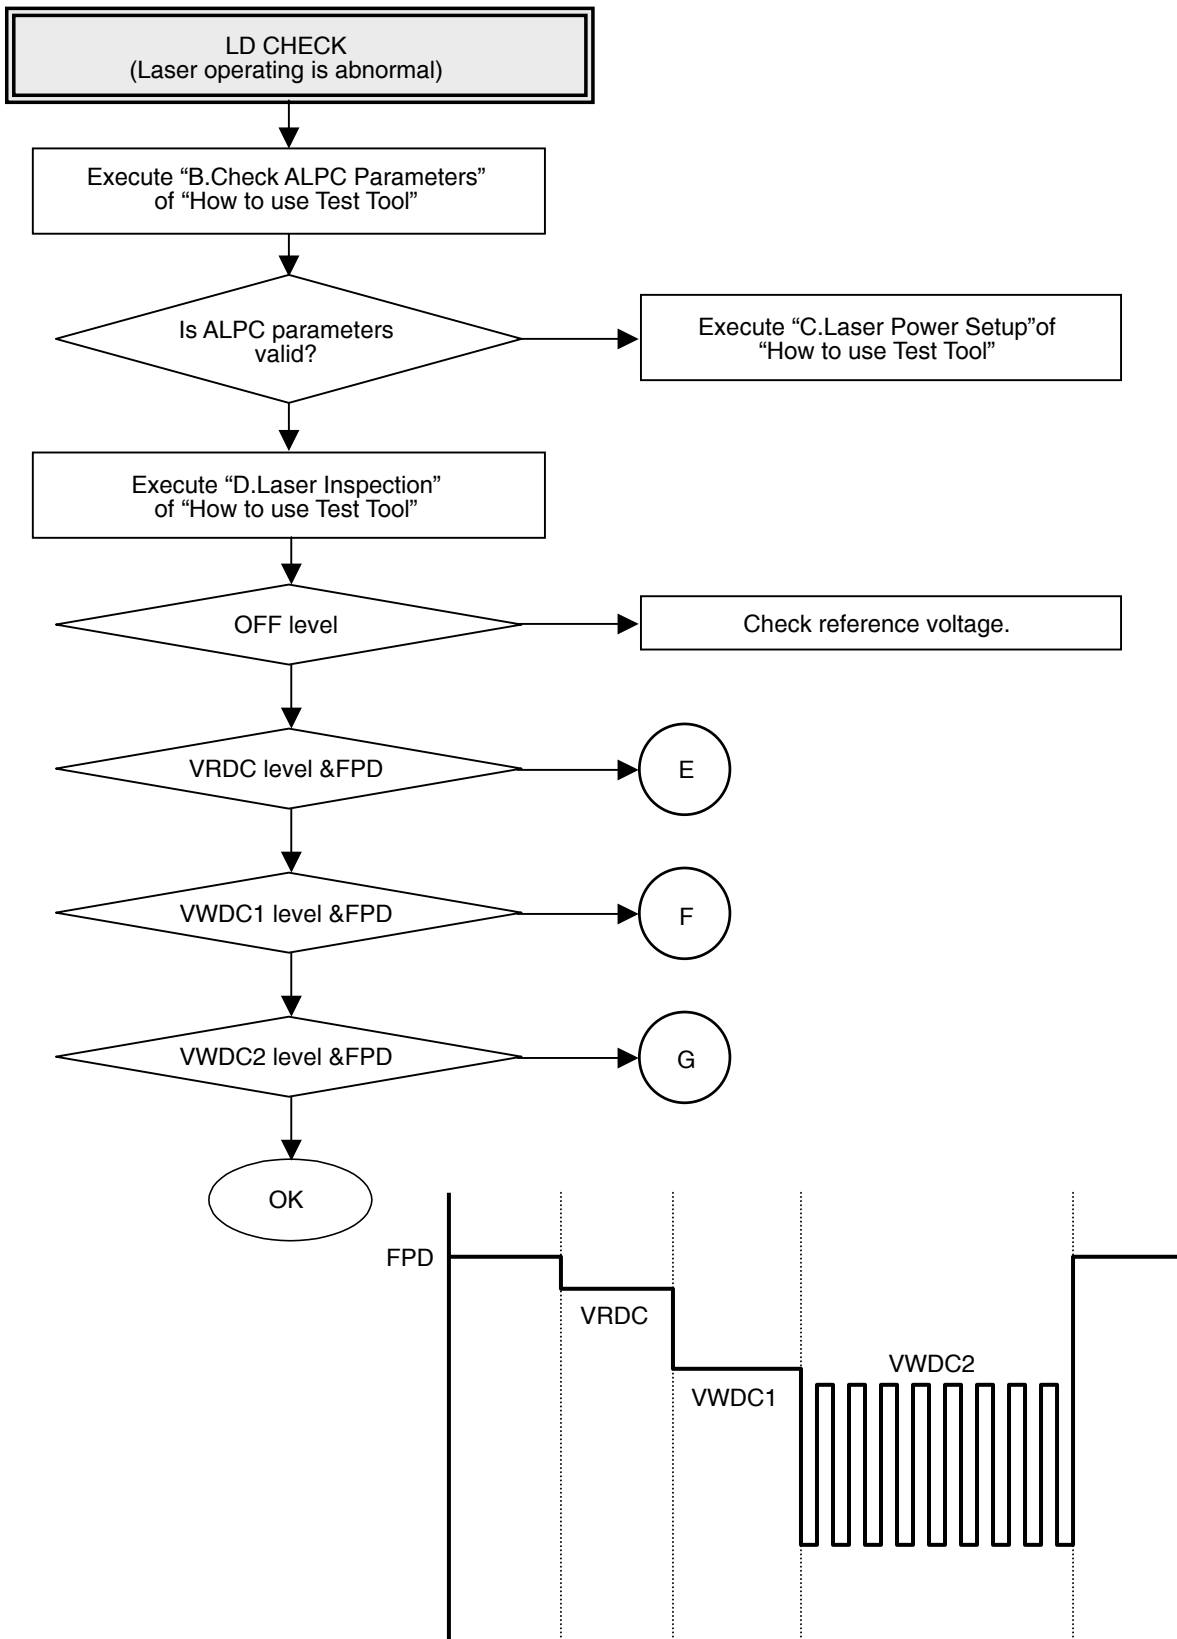 LD CHECK
(Laser operating is abnormal)
Execute “B.Check ALPC Parameters”
of “How to use Test Tool”
Is ALPC parameters
valid?
Execute “C.Laser Power Setup”of
“How to use Test Tool”
Execute “D.Laser Inspection”
of “How to use Test Tool”
OFF level
Check reference voltage.
VRDC level &FPD
E
VWDC1 level &FPD
F
VWDC2 level &FPD
G
OK
FPD
VRDC
VWDC2
VWDC1